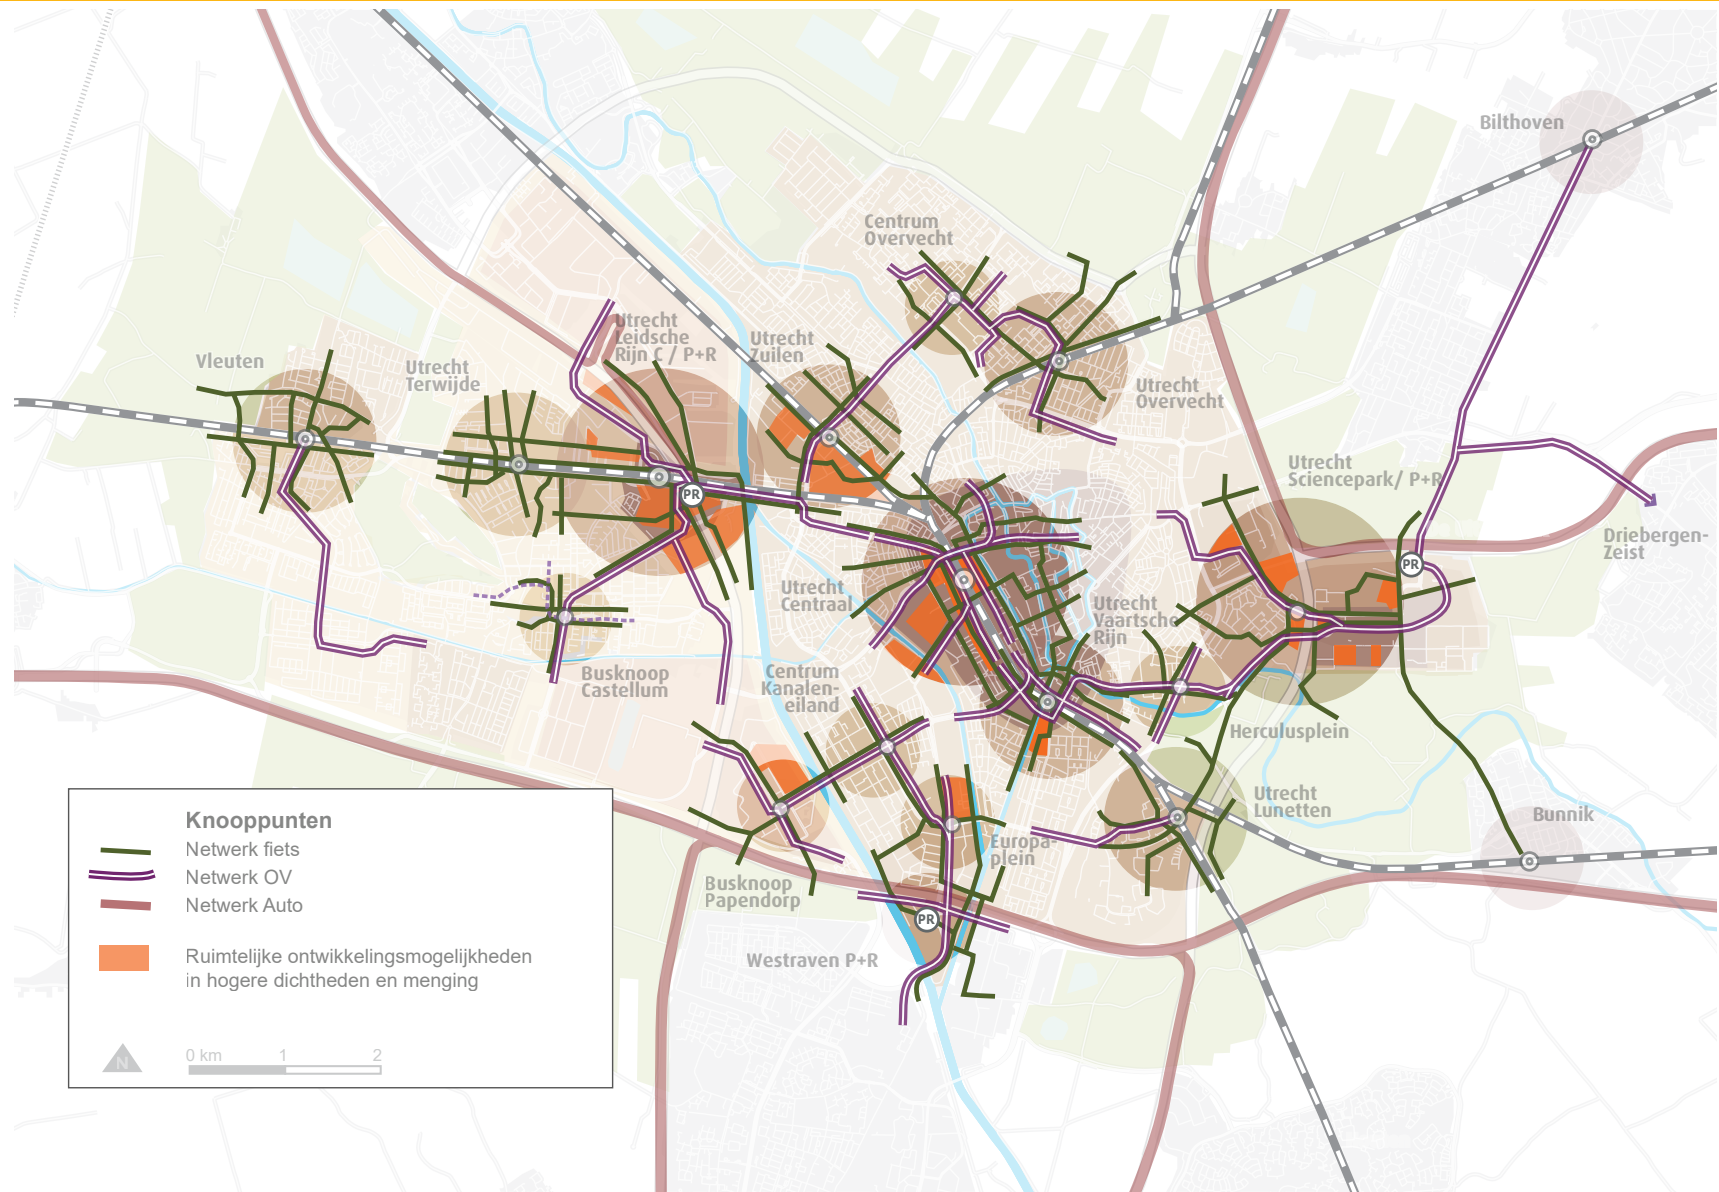 Bilthoven
Centrum
Overvecht
Utrecht
Leidsche
Rijn C / P+R
Utrecht
Zuilen
Vleuten
Utrecht
Terwijde
Utrecht
Overvecht
Utrecht
Sciencepark/ P+R
PR
Driebergen-
Zeist
PR
Utrecht
Centraal
Utrecht
Vaartsche
Rijn
Busknoop
Castellum
Centrum
Kanalen-
eiland
Herculusplein
Utrecht
Lunetten
Bunnik
Europa-
plein
Busknoop
Papendorp
PR
Westraven P+R
Knooppunten
Netwerk fiets
Netwerk OV
Netwerk Auto
Ruimtelijke ontwikkelingsmogelijkheden
in hogere dichtheden en menging
N
0 km 1 2